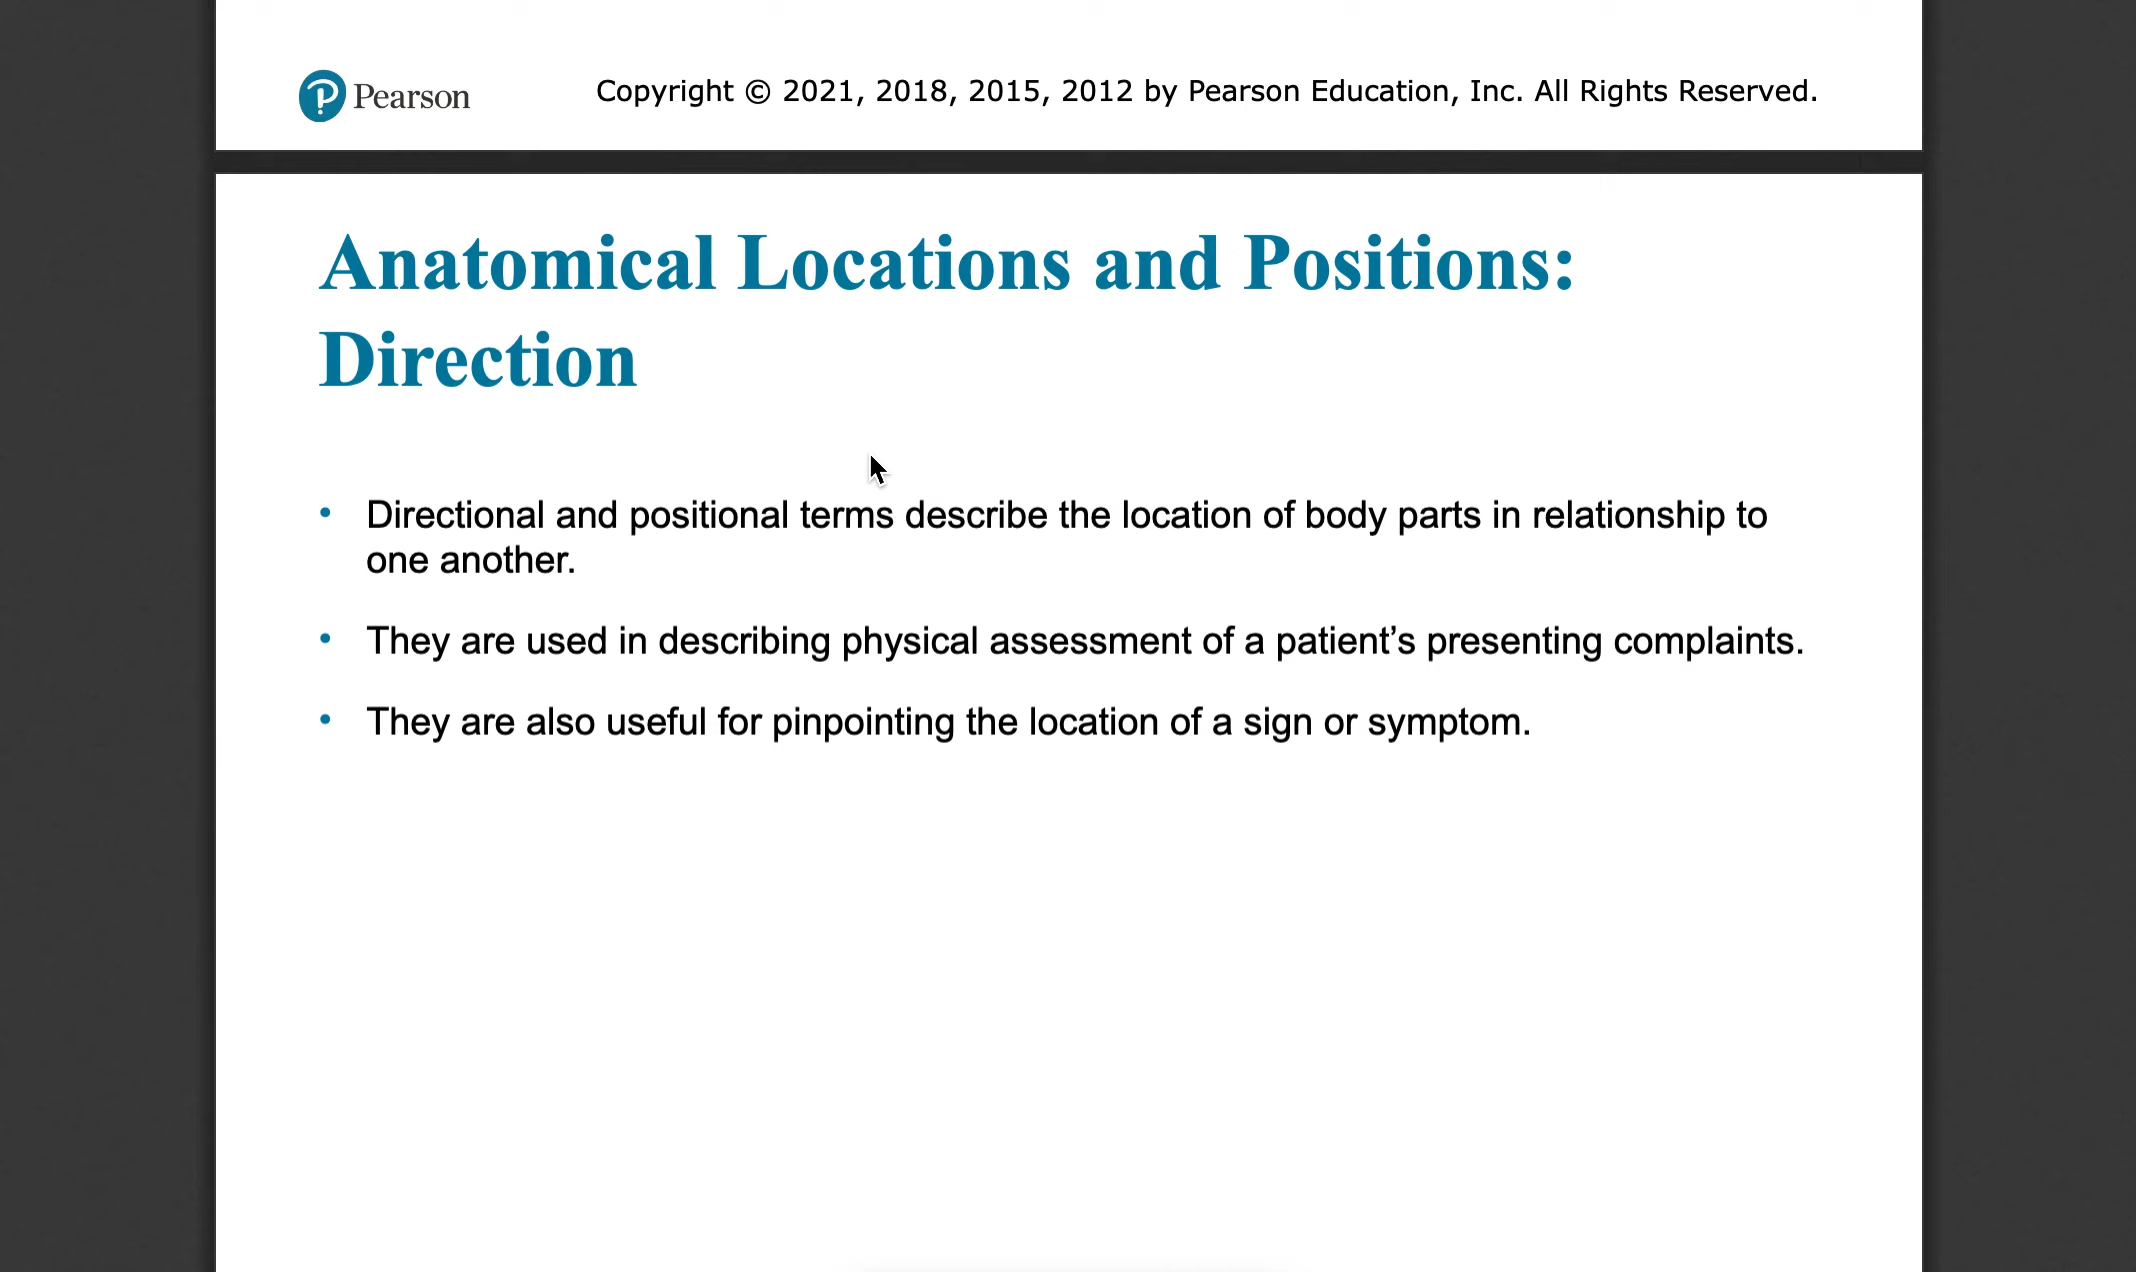 Pearson
Copyright © 2021, 2018, 2015, 2012 by Pearson Education, Inc. All Rights Reserved.
Anatomical Locations and Positions:
Direction
• Directional and positional terms describe the location of body parts in relationship to
one another.
• They are used in describing physical assessment of a patient’s presenting complaints.
• They are also useful for pinpointing the location of a sign or symptom.